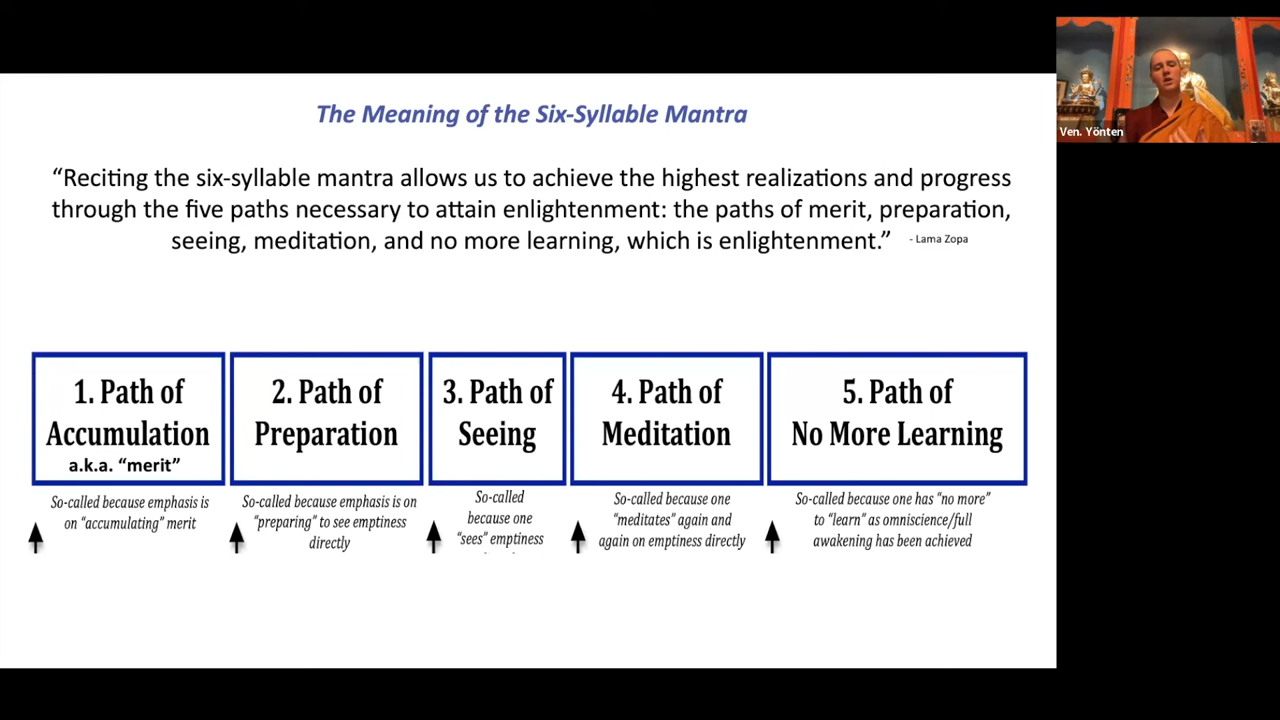 The Meaning of the Six-Syllable Mantra
“Reciting the six-syllable mantra allows us to achieve the highest realizations and progress
through the five paths necessary to attain enlightenment: the paths of merit, preparation,
seeing, meditation, and no more learning, which is enlightenment.” - Lama Zopa
1. Path of
Accumulation
a.k.a. “merit”
So-called because emphasis is
on “accumulating” merit
2. Path of
Preparation
So-called because emphasis is on
“preparing” to see emptiness
directly
3. Path of
Seeing
So-called
because one
“sees” emptiness
4. Path of
Meditation
So-called because one
“meditates” again and
again on emptiness directly
5. Path of
No More Learning
So-called because one has “no more”
to “learn” as omniscience/full
awakening has been achieved
Ven. Yönten